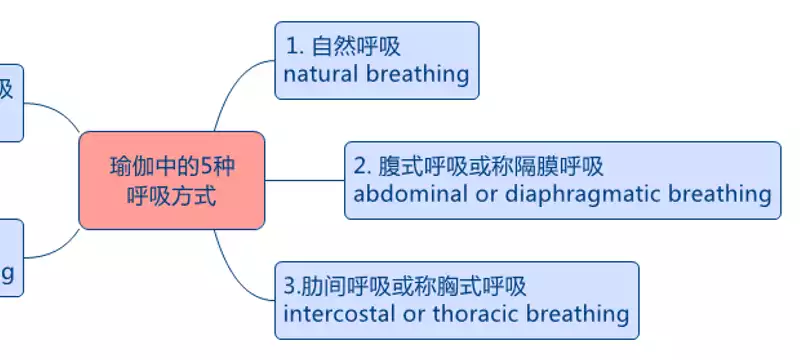 1. 自然呼吸
natural breathing
吸
瑜伽中的5种
呼吸方式
2. 腹式呼吸或称隔膜呼吸
abdominal or diaphragmatic breathing
3.肋间呼吸或称胸式呼吸
intercostal or thoracic breathing